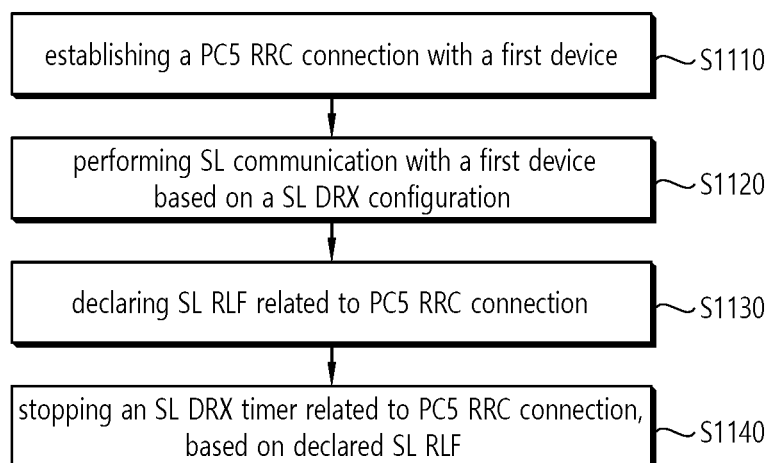 establishing a PC5 RRC connection with a first device
S1110
performing SL communication with a first device
based on a SL DRX configuration
S1120
declaring SL RLF related to PC5 RRC connection
S1130
stopping an SL DRX timer related to PC5 RRC connection,
based on declared SL RLF
S1140